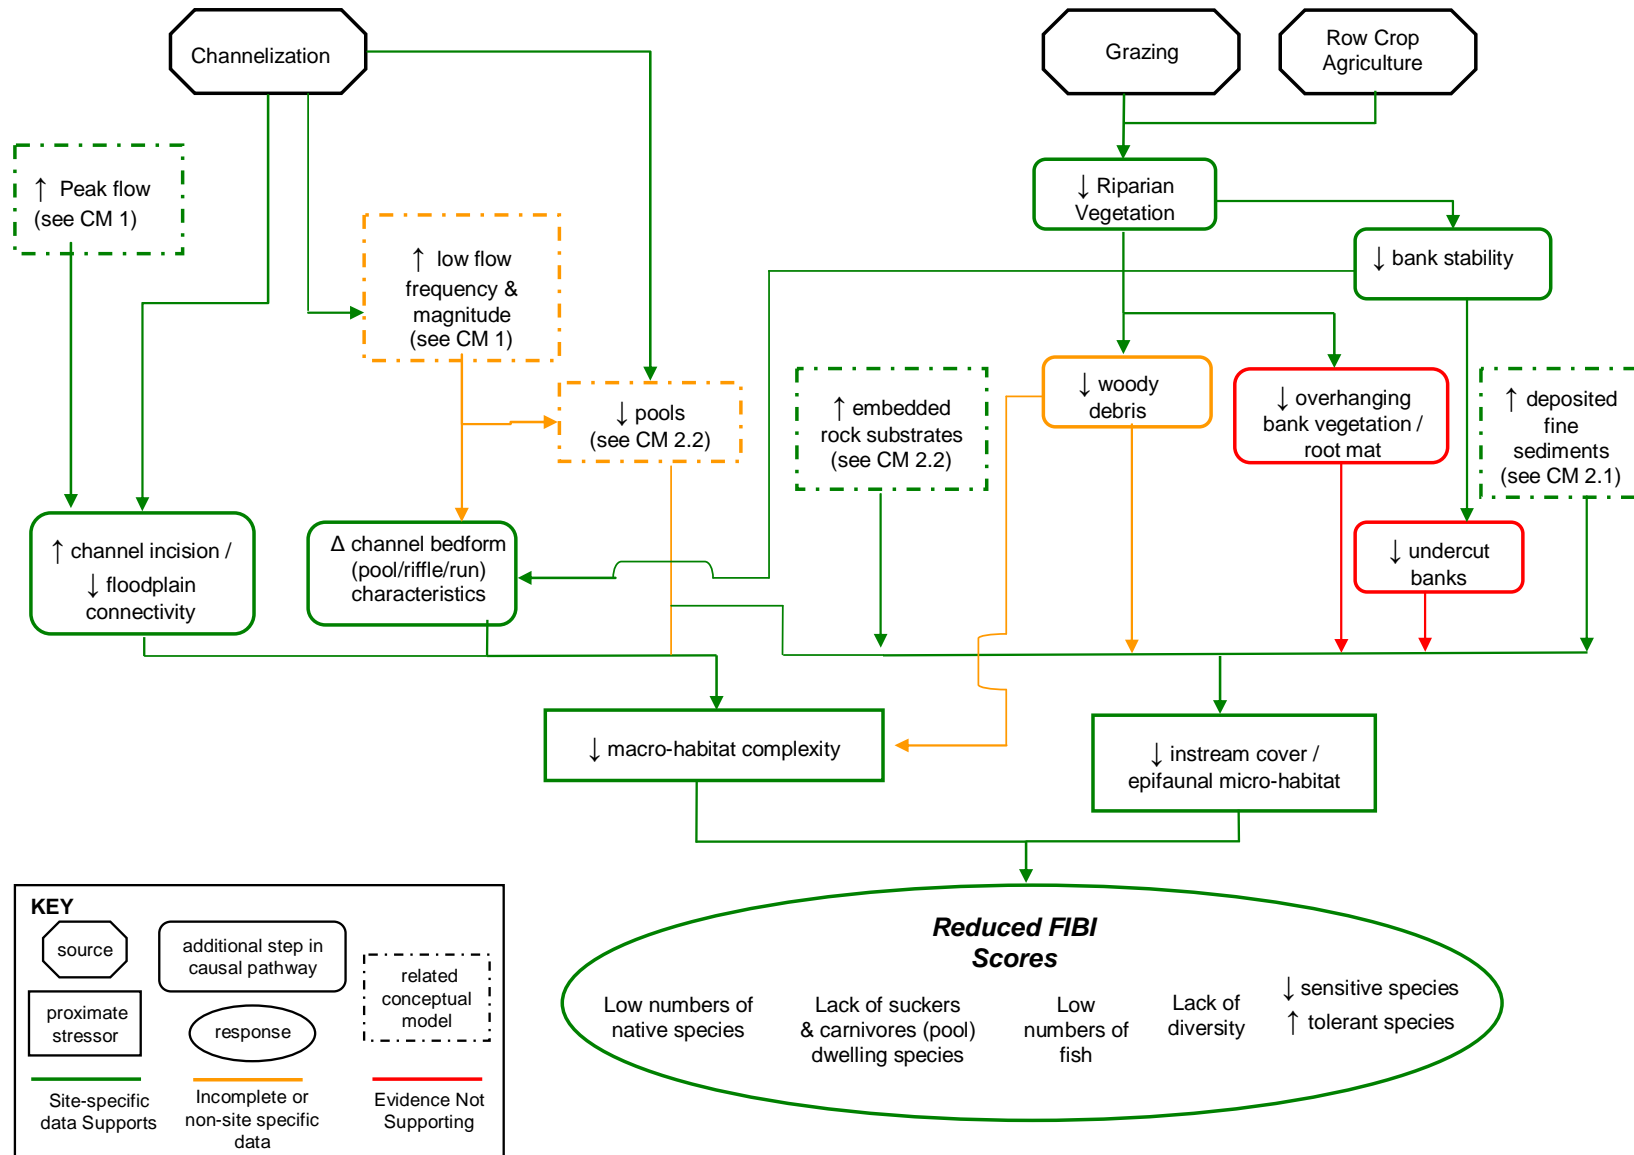 Channelization
Grazing
Row Crop
Agriculture
↑ Peak flow
(see CM 1)
↓ Riparian
Vegetation
↑ low flow
frequency &
magnitude
(see CM 1)
↓ bank stability
↓ pools
(see CM 2.2)
↑ embedded
rock substrates
(see CM 2.2)
↓ woody
debris
↓ overhanging
bank vegetation /
root mat
↑ deposited
fine
sediments
(see CM 2.1)
↑ channel incision /
↓ floodplain
connectivity
Δ channel bedform
(pool/riffle/run)
characteristics
↓ undercut
banks
↓ macro-habitat complexity
↓ instream cover /
epifaunal micro-habitat
Reduced FIBI
Scores
Low numbers of
native species
Lack of suckers
& carnivores (pool)
dwelling species
Low
numbers of
fish
Lack of
diversity
↓ sensitive species
↑ tolerant species
KEY
source
additional step in
causal pathway
related
conceptual
model
proximate
stressor
response
Site-specific
data Supports
Incomplete or
non-site specific
data
Evidence Not
Supporting